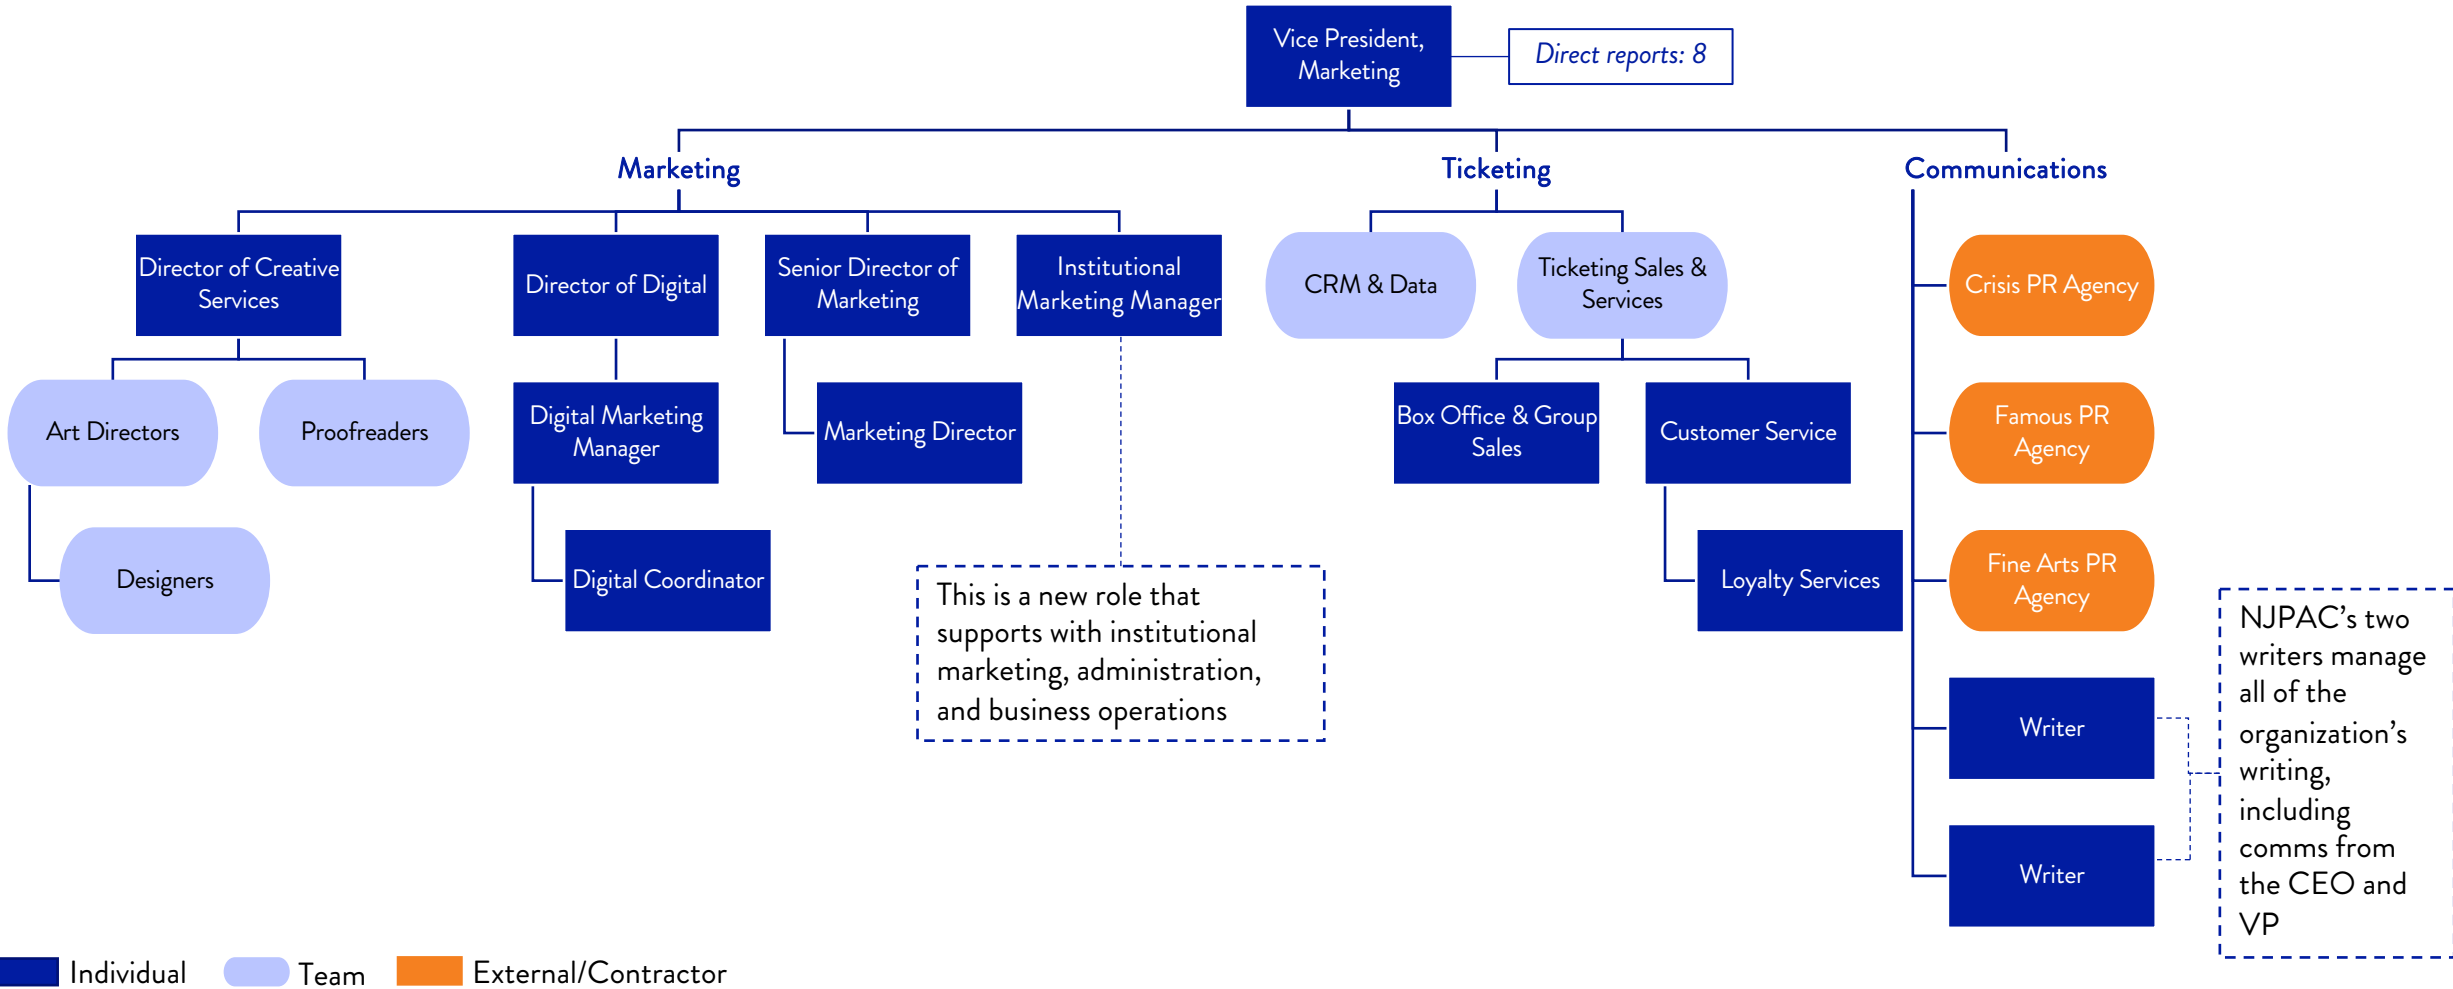 Vice President,
Marketing
Direct reports: 8
Marketing
Ticketing
Communications
Director of Creative
Services
Director of Digital
Senior Director of
Marketing
Institutional
Marketing Manager
CRM & Data
Ticketing Sales &
Services
Crisis PR Agency
Art Directors
Proofreaders
Digital Marketing
Manager
Marketing Director
Box Office & Group
Sales
Customer Service
Famous PR
Agency
Designers
Digital Coordinator
This is a new role that
supports with institutional
marketing, administration,
and business operations
Loyalty Services
Fine Arts PR
Agency
Writer
Writer
NJPAC’s two
writers manage
all of the
organization’s
writing,
including
comms from
the CEO and
VP
Individual
Team
External/Contractor